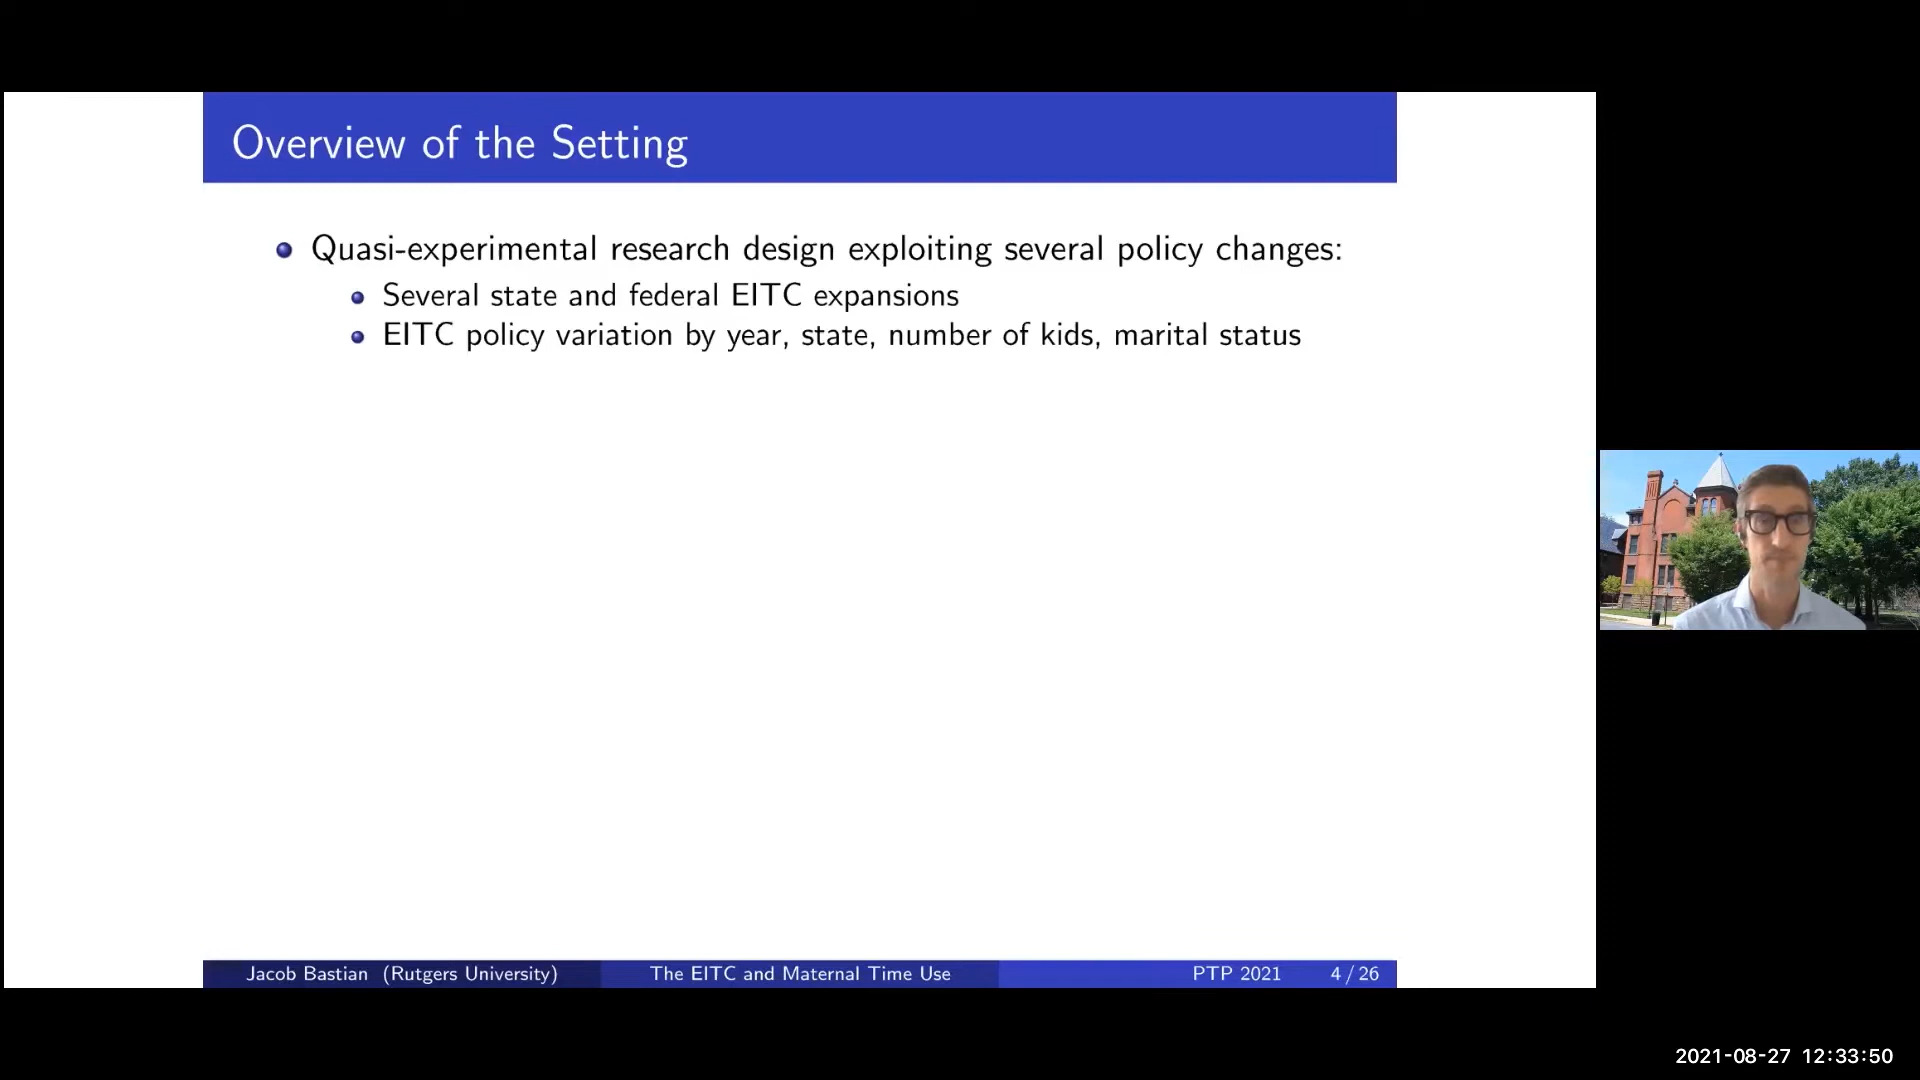 Overview of the Setting
Quasi-experimental research design exploiting several policy changes:
Several state and federal EITC expansions
EITC policy variation by year, state, number of kids, marital status
Jacob Bastian (Rutgers University) The EITC and Maternal Time Use PTP 2021 4 / 26
2021-08-27 12:33:50